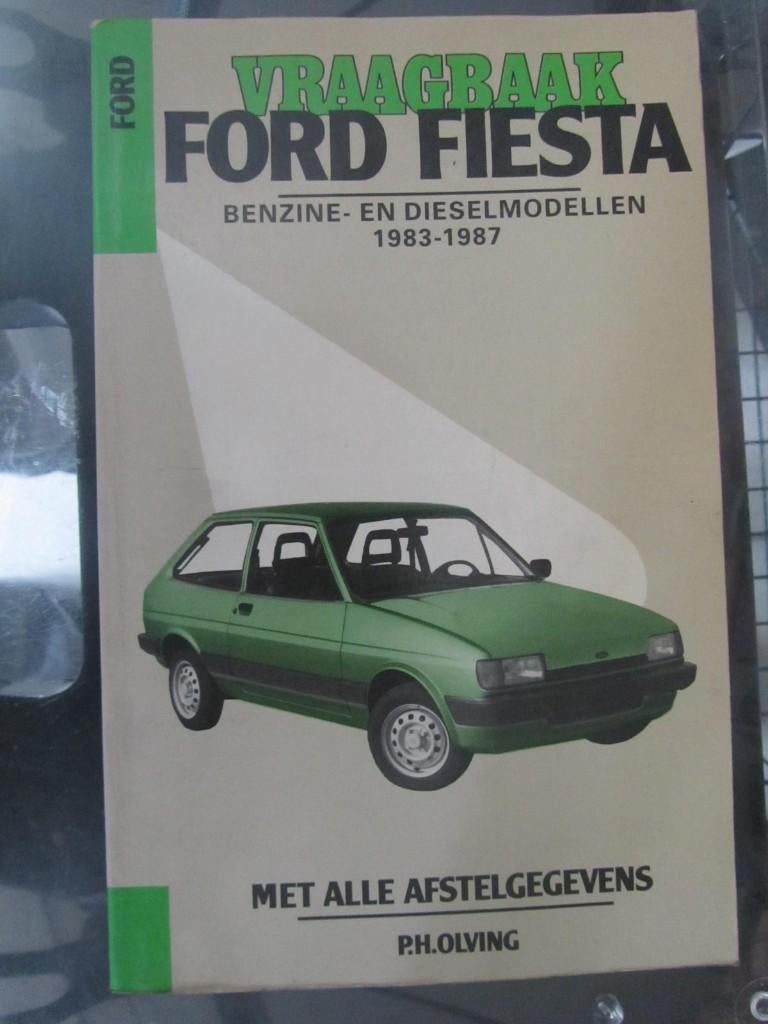 FORD
VRAAGBAAK
FORD FIESTA
BENZINE- EN DIESELMODELLEN
1983-1987
MET ALLE AFSTELGEGEVENS
P.H.OLVING